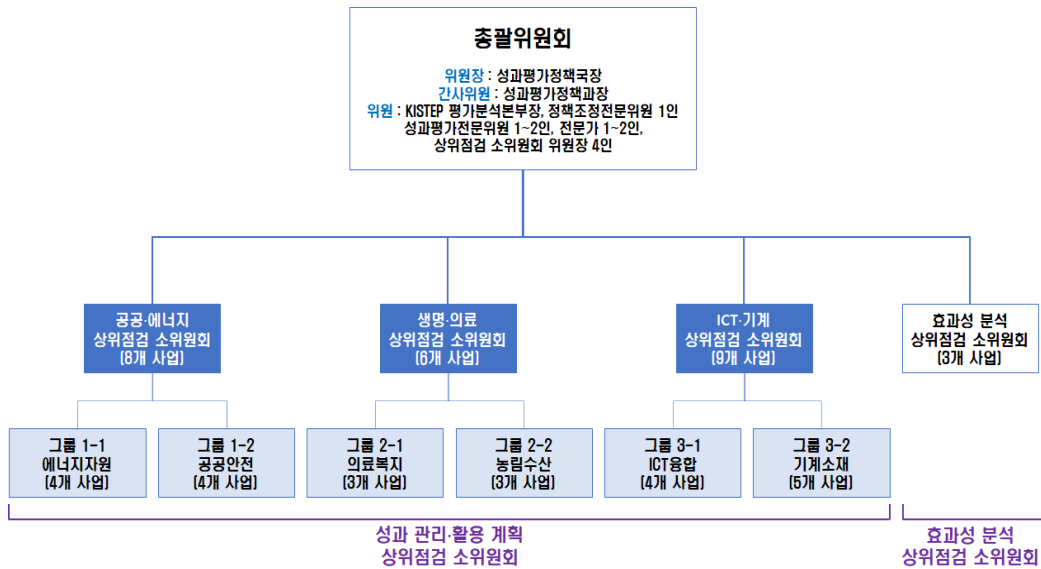 총괄위원회
위원장 : 성과평가정책국장
간사위원 : 성과평가정책과장
위원 : KISTEP 평가분석본부장, 정책조정전문위원 1인
성과평가전문위원 1~2인, 전문가 1~2인,
상위점검 소위원회 위원장 4인
공공·에너지
상위점검 소위원회
(8개 사업)
생명·의료
상위점검 소위원회
(6개 사업)
ICT·기계
상위점검 소위원회
(9개 사업)
효과성 분석
상위점검 소위원회
(3개 사업)
그룹 1-1
에너지자원
(4개 사업)
그룹 1-2
공공안전
(4개 사업)
그룹 2-1
의료복지
(3개 사업)
그룹 2-2
농림수산
(3개 사업)
그룹 3-1
ICT융합
(4개 사업)
그룹 3-2
기계소재
(5개 사업)
성과 관리·활용 계획
상위점검 소위원회
효과성 분석
상위점검 소위원회